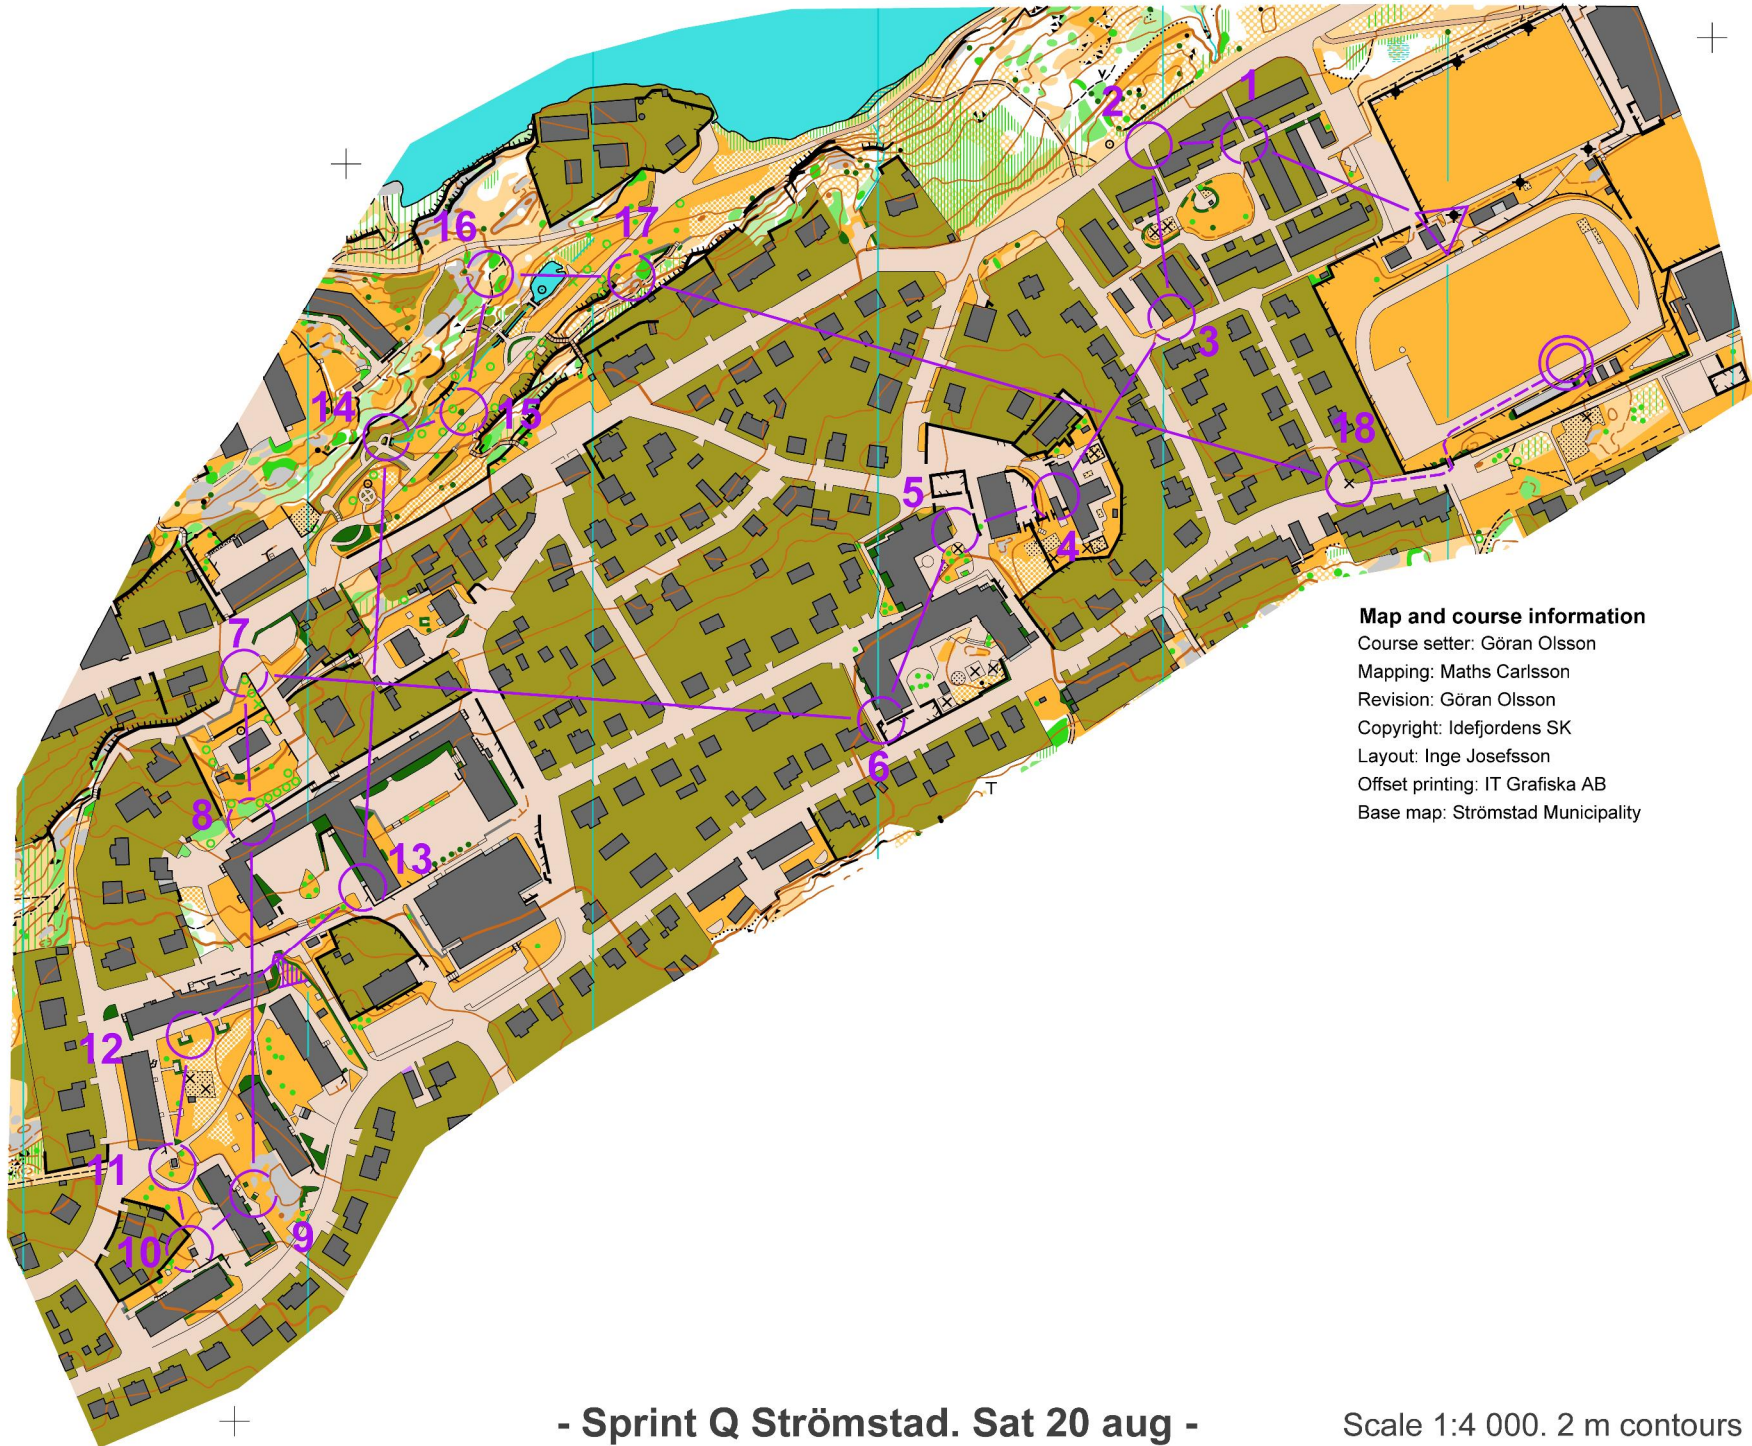 1
2
16
17
3
14
15
18
5
4
7
Map and course information
Course setter: Göran Olsson
Mapping: Maths Carlsson
Revision: Göran Olsson
Copyright: Idefjordens SK
Layout: Inge Josefsson
Offset printing: IT Grafiska AB
Base map: Strömstad Municipality
6
8
13
12
11
10
9
- Sprint Q Strömstad. Sat 20 aug -
Scale 1:4 000. 2 m contours